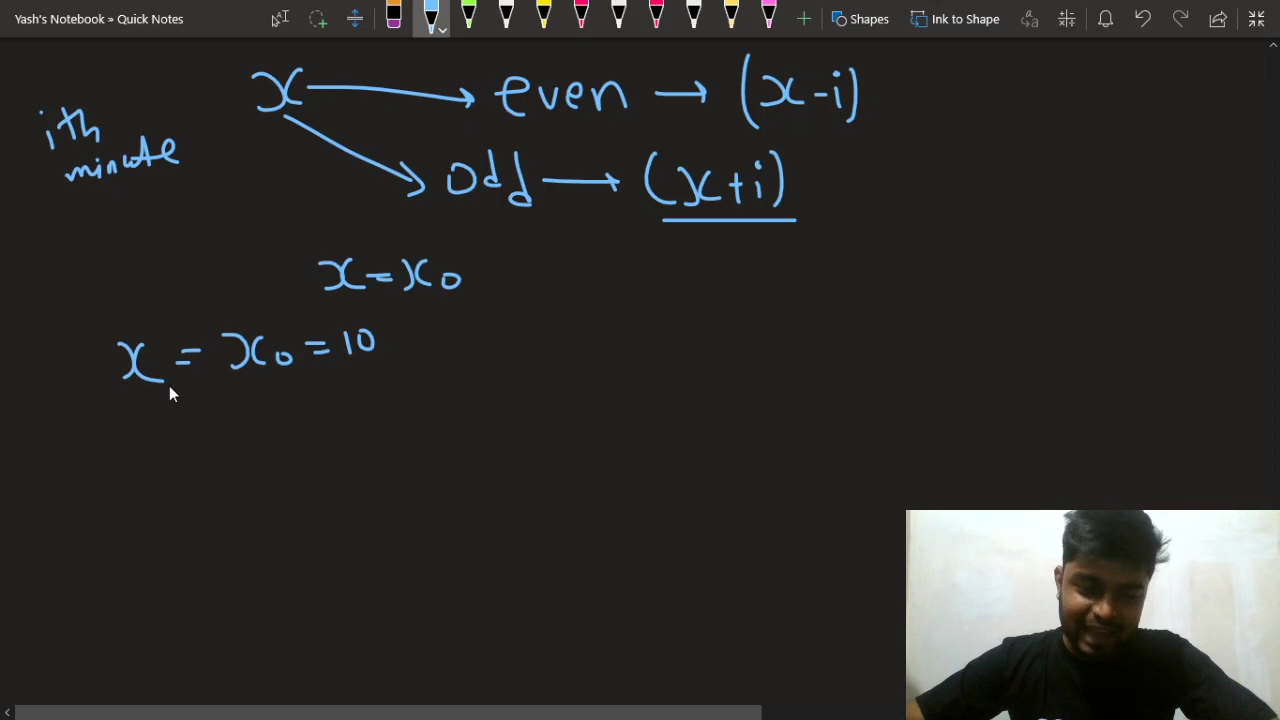 Yash's Notebook » Quick Notes
Shapes
Ink to Shape
x → even → (x-i)
ith minute
odd → (x+i)
x = x₀
x = x₀ = 10